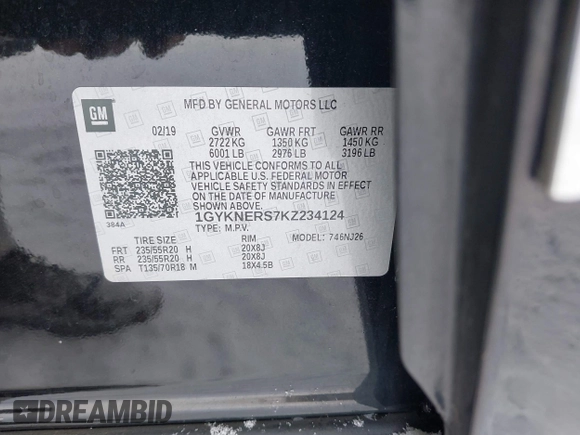 GM
MFD BY GENERAL MOTORS LLC
02/19 GVWR GAWR FRT GAWR RR
2722 KG 1350 KG 1450 KG
6001 LB 2976 LB 3196 LB
THIS VEHICLE CONFORMS TO ALL
APPLICABLE U.S. FEDERAL MOTOR
VEHICLE SAFETY STANDARDS IN EFFECT
ON THE DATE OF MANUFACTURE
SHOWN ABOVE.
384A
1GYKNERS7KZ234124
TYPE: M.P.V. MODEL: 746NJ26
TIRE SIZE RIM
FRT 235/55R20 H 20X8J
RR 235/55R20 H 20X8J
SPA T135/70R18 M 18X4.5B
DREAMBID